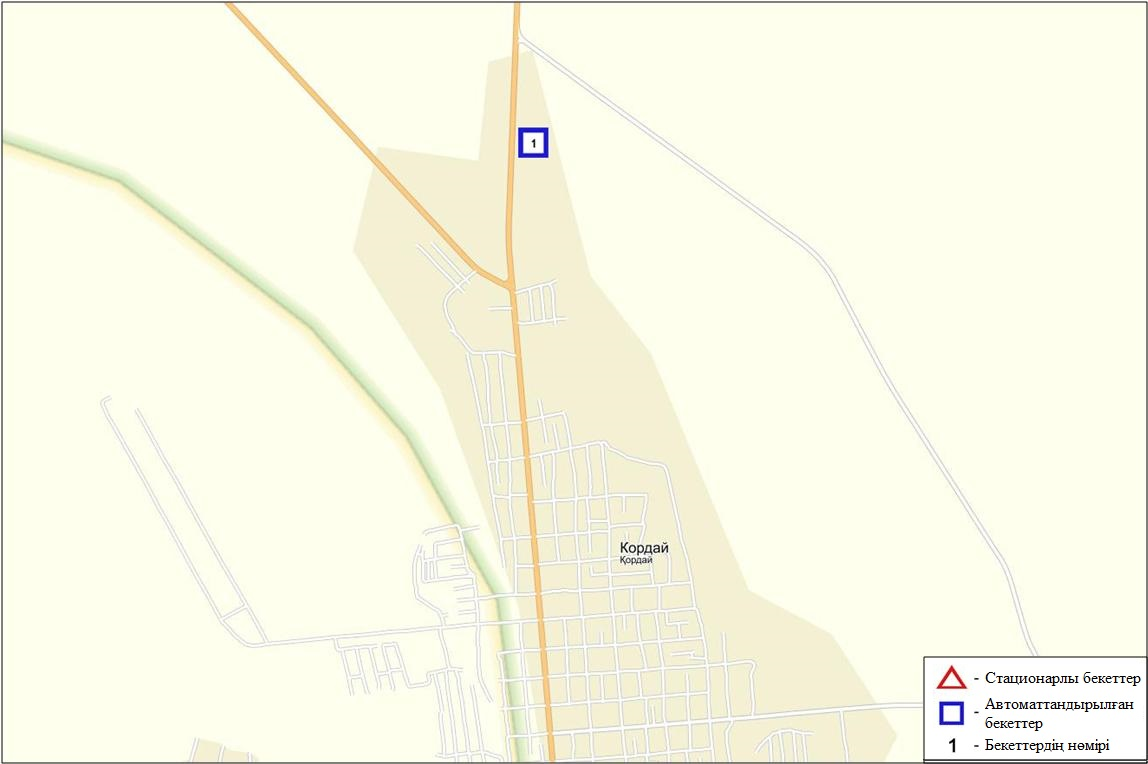 1
Кордай
Қордай
- Стационарлы бекеттер
- Автоматтандырылған
бекеттер
1 - Бекеттердің нөмірі